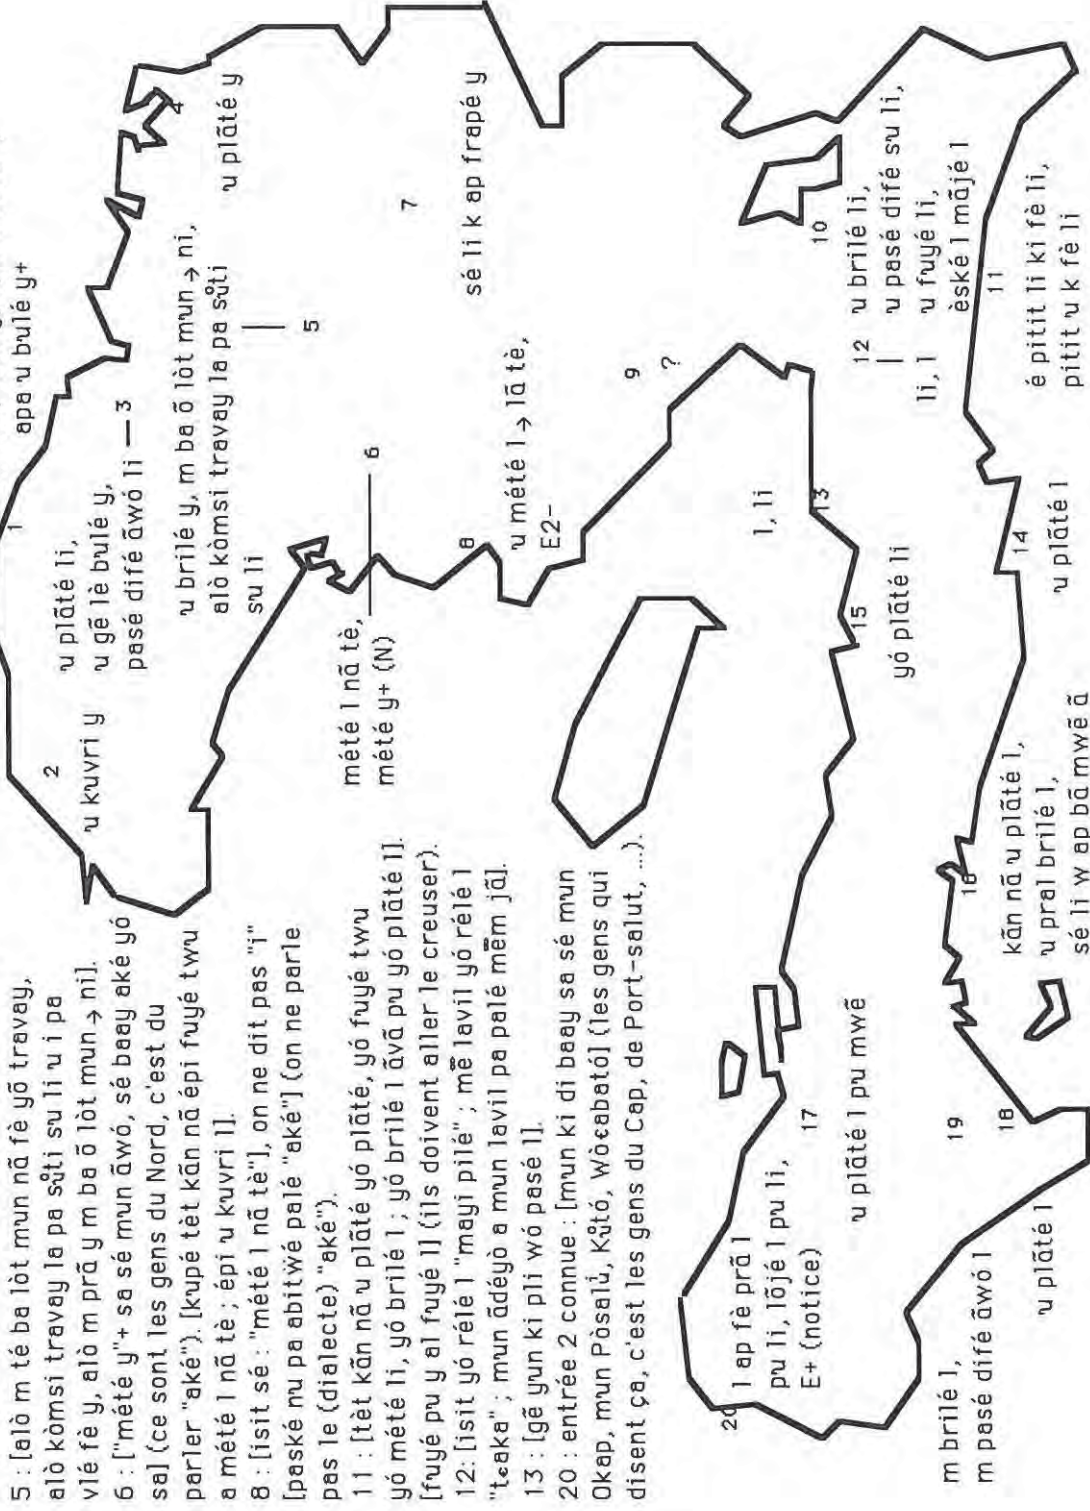 5 : [alò m té ba lòt mun nã fè yõ travay,
alò kòmsi travay la pa sůti sʼu li u i pa
vlé fè y, alò m prã y m ba õ lòt mun → ni].
6 : ["mété y"+ sa sé mun ãwó, sé baay aké yó
sa] (ce sont les gens du Nord, c'est du
parler "aké"). [kupé tèt kãn nã épi fuyé twu
a mété l nã tè ; épi u kuvri l].
8 : [isit sé : "mété l nã tè"], on ne dit pas "i"
[paské nu pa abitwé palé "aké"] (on ne parle
pas le (dialecte) "aké").
11 : [tèt kãn nã u plãté yó plãté, yó fuyé twu
yó mété li, yó brilé l ; yó brilé l ãvã pu yó plãté l].
[fuyé pu y al fuyé l] (ils doivent aller le creuser).
12: [isit yó rélé l "mayi pilé" ; mẽ lavil yó rélé l
"tɕaka" ; mun ãdéyò a mun lavil pa palé mẽm jã].
13 : [gẽ yun ki pli wó pasé l].
20 : entrée 2 connue : [mun ki di baay sa sé mun
Okap, mun Pòsalù, Kůtó, Wòɕabató] (les gens qui
disent ça, c'est les gens du Cap, de Port-salut, ...).
apa u bulé y+
1
2
u kuvri y
u plãté li,
u gẽ lè bulé y,
pasé difé ãwó li — 3
4
u plãté y
u brilé y, m ba õ lòt mun → ni,
alò kòmsi travay la pa sůti
sʼu li
5
6
mété l nã tè,
mété y+ (N)
7
sé li k ap frapé y
8
u mété l → lã tè,
E2-
9
?
10
12
u brilé li,
u pasé difé sʼu li,
li, l
u fuyé li,
èské l mãjé l
11
é pitit li ki fè li,
pitit u k fè li
l, li
13
14
u plãté l
15
yó plãté li
16
kãn nã u plãté l,
u pral brilé l,
sé li w ap bã mwẽ ã
17
u plãté l pu mwẽ
18
19
u plãté l
m brilé l,
m pasé difé ãwó l
20
l ap fè prã l
pu li, lõjé l pu li,
E+ (notice)